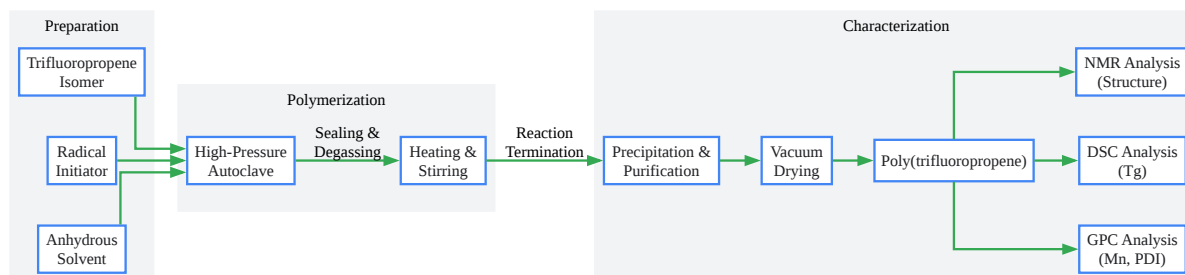 Preparation
Trifluoropropene
Isomer
Radical
Initiator
Anhydrous
Solvent
Polymerization
High-Pressure
Autoclave
Sealing &
Degassing
Heating &
Stirring
Reaction
Termination
Characterization
Precipitation &
Purification
Vacuum
Drying
Poly(trifluoropropene)
NMR Analysis
(Structure)
DSC Analysis
(Tg)
GPC Analysis
(Mn, PDI)